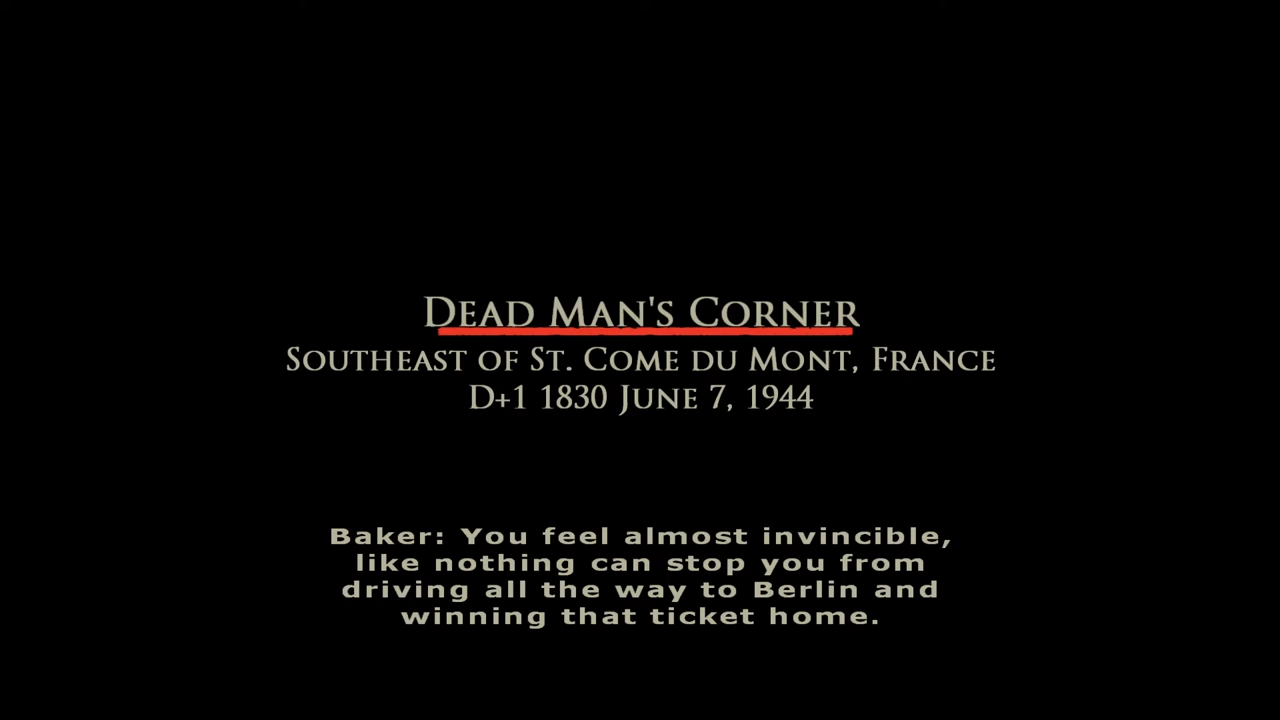 Dead Man's Corner
Southeast of St. Come du Mont, France
D+1 1830 June 7, 1944
Baker: You feel almost invincible,
like nothing can stop you from
driving all the way to Berlin and
winning that ticket home.